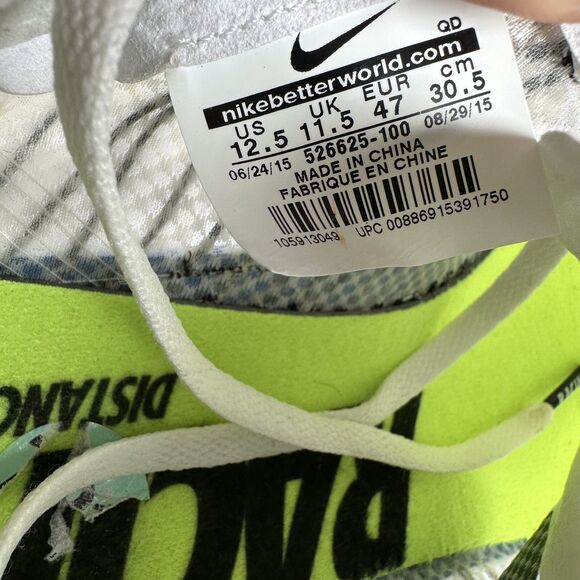 QD
nikebetterworld.com
US UK EUR cm
12.5 11.5 47 30.5
06/24/15 526625-100 08/29/15
MADE IN CHINA
FABRIQUE EN CHINE
105913049 UPC 00886915391750
DISTANC
RACI